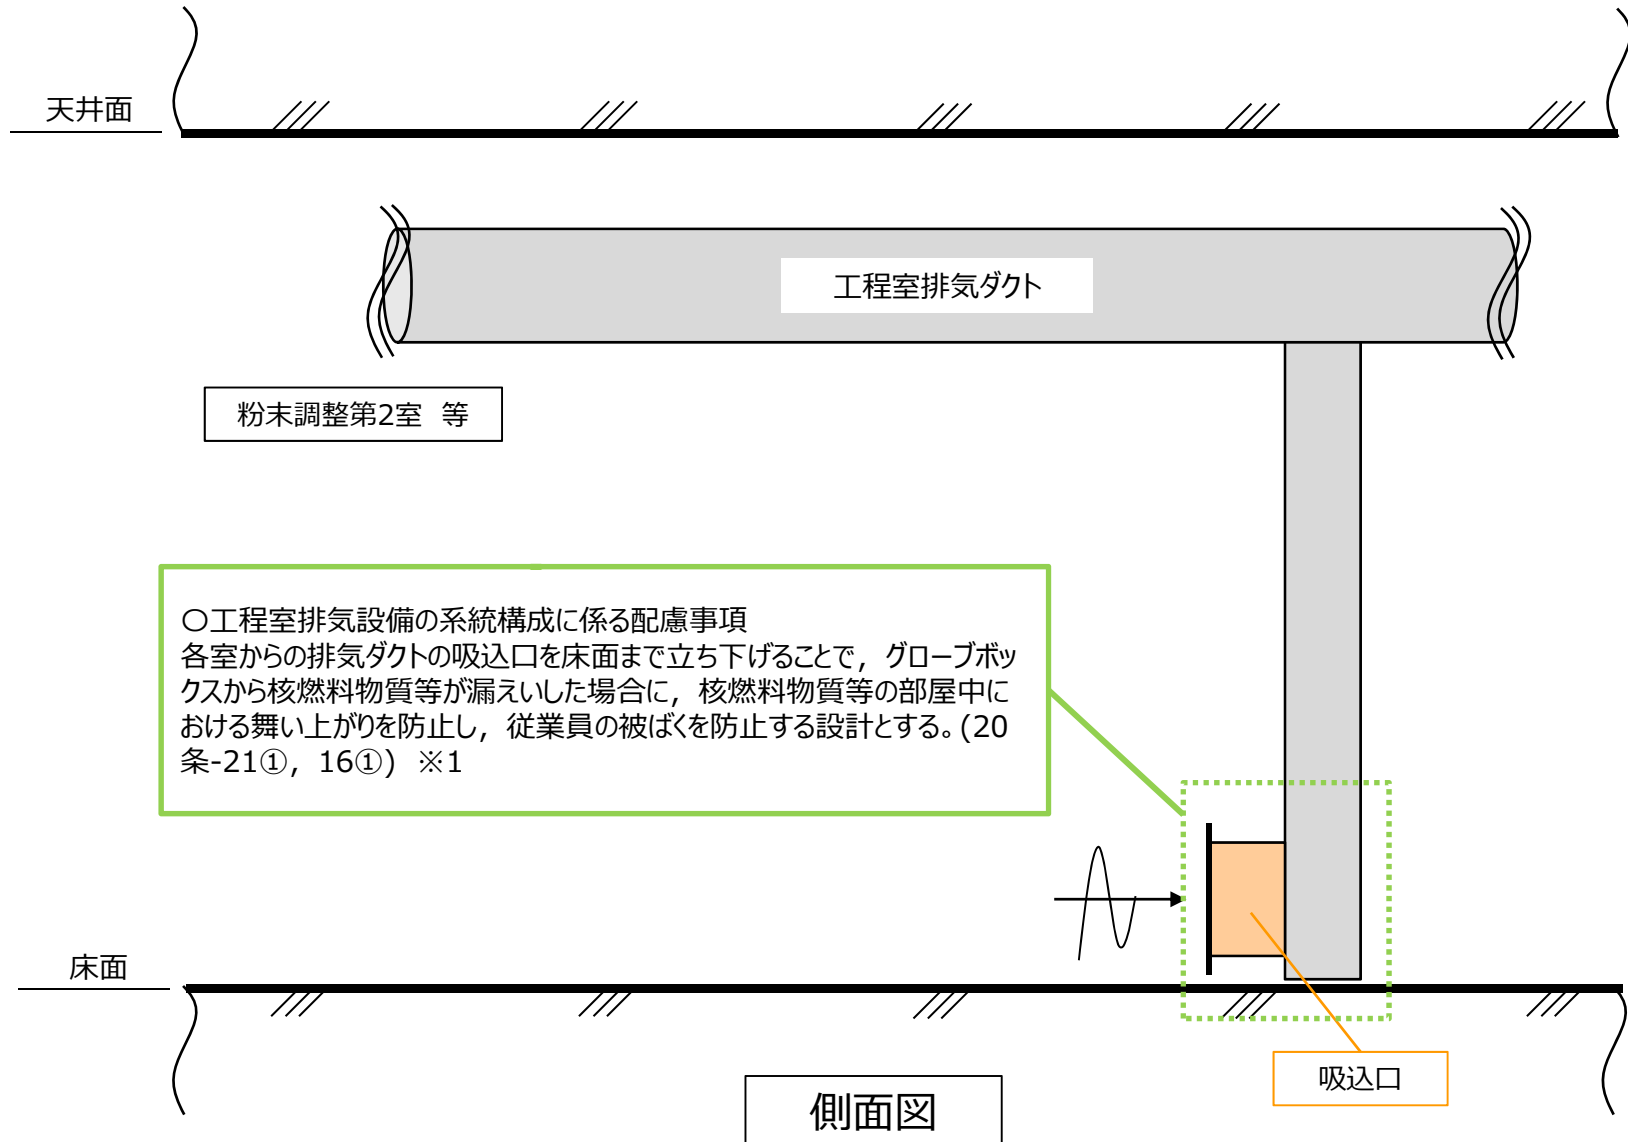 天井面
工程室排気ダクト
粉末調整第2室 等
〇工程室排気設備の系統構成に係る配慮事項
各室からの排気ダクトの吸込口を床面まで立ち下げることで，グローブボッ
クスから核燃料物質等が漏えいした場合に，核燃料物質等の部屋中に
おける舞い上がりを防止し，従業員の被ばくを防止する設計とする。(20
条-21①，16①) ※1
床面
吸込口
側面図